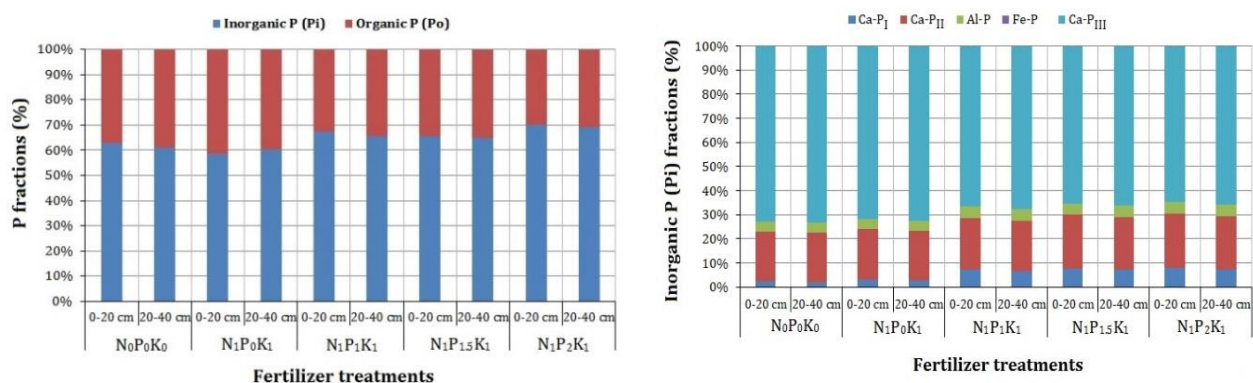 Inorganic P (Pi) Organic P (Po)
P fractions (%)
100%
90%
80%
70%
60%
50%
40%
30%
20%
10%
0%
0-20 cm 20-40 cm 0-20 cm 20-40 cm 0-20 cm 20-40 cm 0-20 cm 20-40 cm 0-20 cm 20-40 cm
N₀P₀K₀ N₁P₀K₁ N₁P₁K₁ N₁P₁.₅K₁ N₁P₂K₁
Fertilizer treatments
Ca-P_I Ca-P_II Al-P Fe-P Ca-P_III
Inorganic P (Pi) fractions (%)
100%
90%
80%
70%
60%
50%
40%
30%
20%
10%
0%
0-20 cm 20-40 cm 0-20 cm 20-40 cm 0-20 cm 20-40 cm 0-20 cm 20-40 cm 0-20 cm 20-40 cm
N₀P₀K₀ N₁P₀K₁ N₁P₁K₁ N₁P₁.₅K₁ N₁P₂K₁
Fertilizer treatments